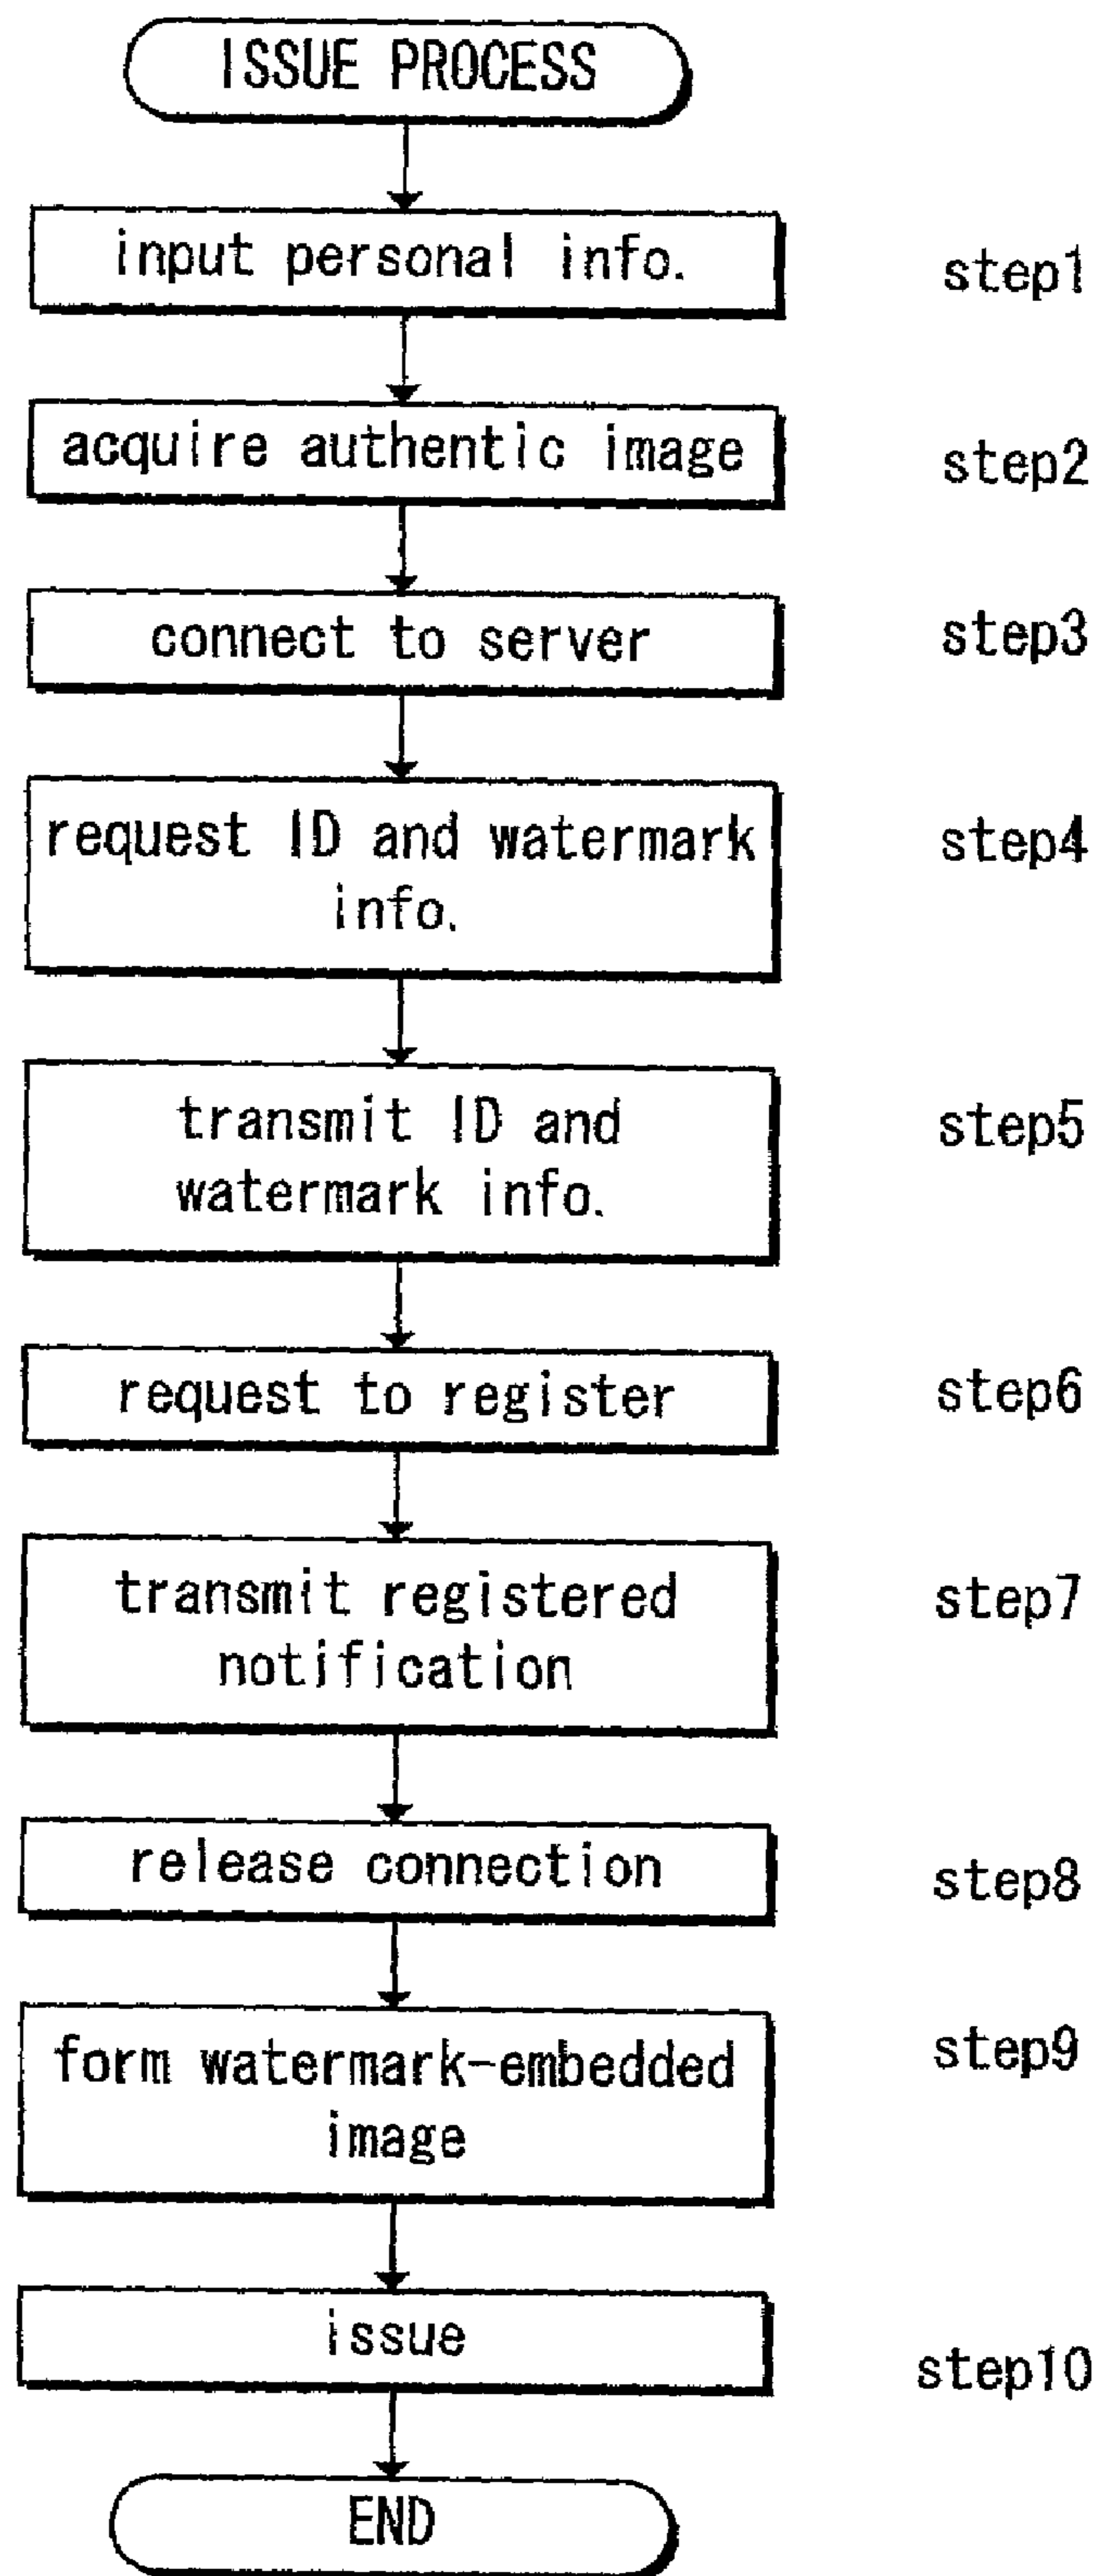 ISSUE PROCESS
input personal info.
step1
acquire authentic image
step2
connect to server
step3
request ID and watermark
info.
step4
transmit ID and
watermark info.
step5
request to register
step6
transmit registered
notification
step7
release connection
step8
form watermark-embedded
image
step9
issue
step10
END